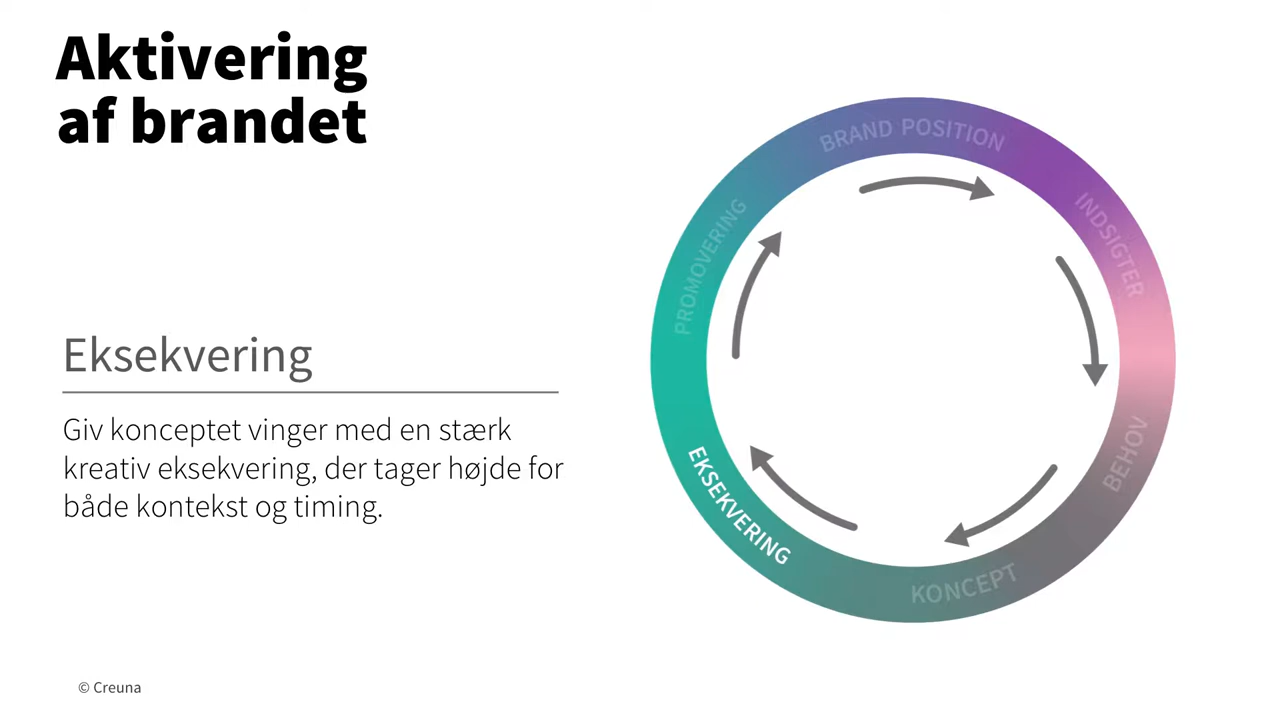 Aktivering
af brandet
Eksekvering
Giv konceptet vinger med en stærk
kreativ eksekvering, der tager højde for
både kontekst og timing.
BRAND POSITION
INDSIGTER
BEHOV
KONCEPT
EKSEKVERING
PROMOVERING
© Creuna